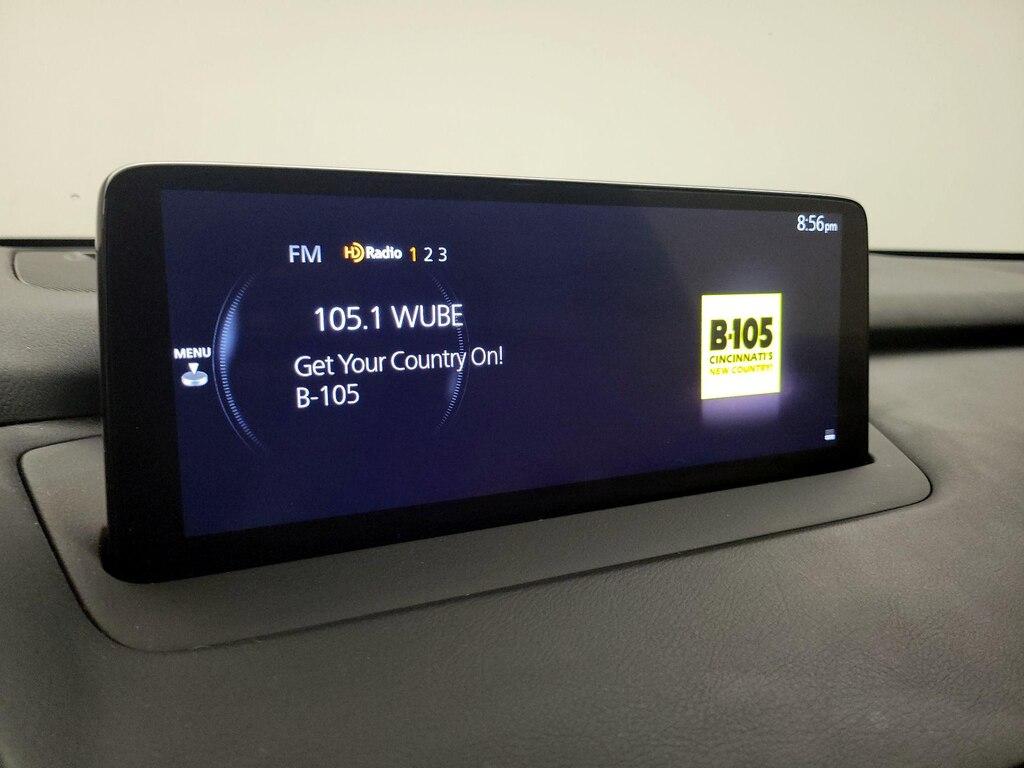 8:56pm
FM HD Radio 1 2 3
105.1 WUBE
MENU
Get Your Country On!
B-105
B-105
CINCINNATI'S
NEW COUNTRY!